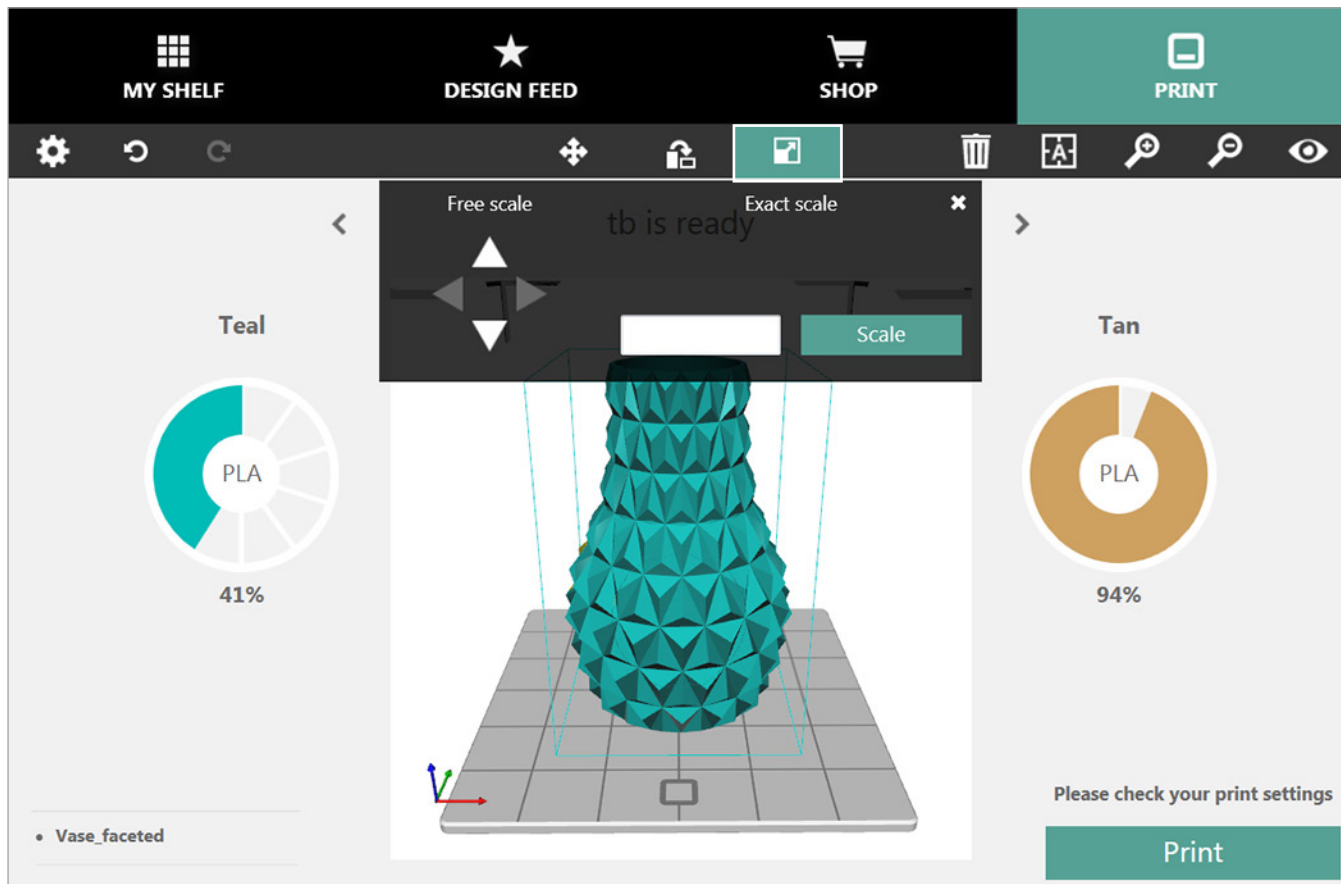 MY SHELF
DESIGN FEED
SHOP
PRINT
A
Free scale
Exact scale
tb is ready
Teal
Tan
Scale
PLA
PLA
41%
94%
Please check your print settings
Vase_faceted
Print